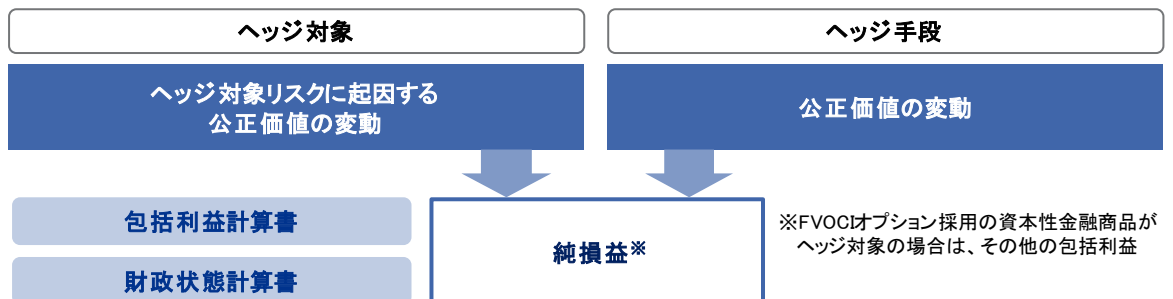 ヘッジ対象
ヘッジ手段
ヘッジ対象リスクに起因する
公正価値の変動
公正価値の変動
包括利益計算書
財政状態計算書
純損益※
※FVOCIオプション採用の資本性金融商品が
ヘッジ対象の場合は、その他の包括利益